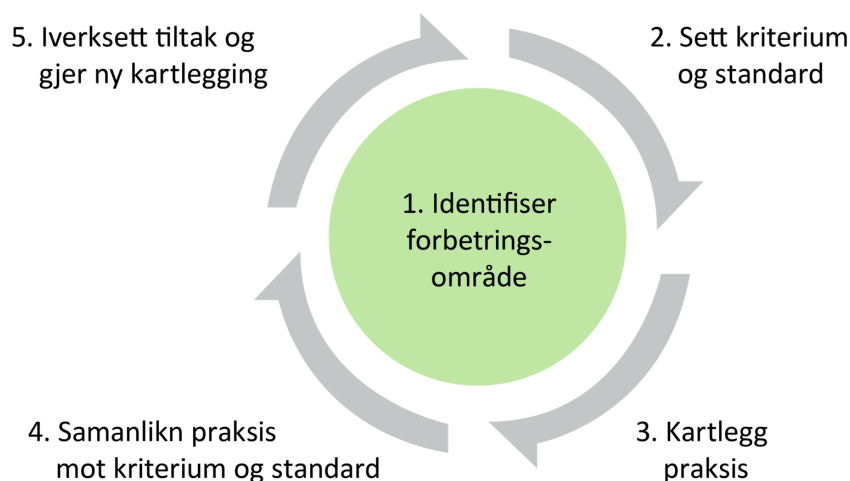 1. Identifiser
forbetrings-
område
2. Sett kriterium
og standard
3. Kartlegg
praksis
4. Samanlikn praksis
mot kriterium og standard
5. Iverksett tiltak og
gjer ny kartlegging